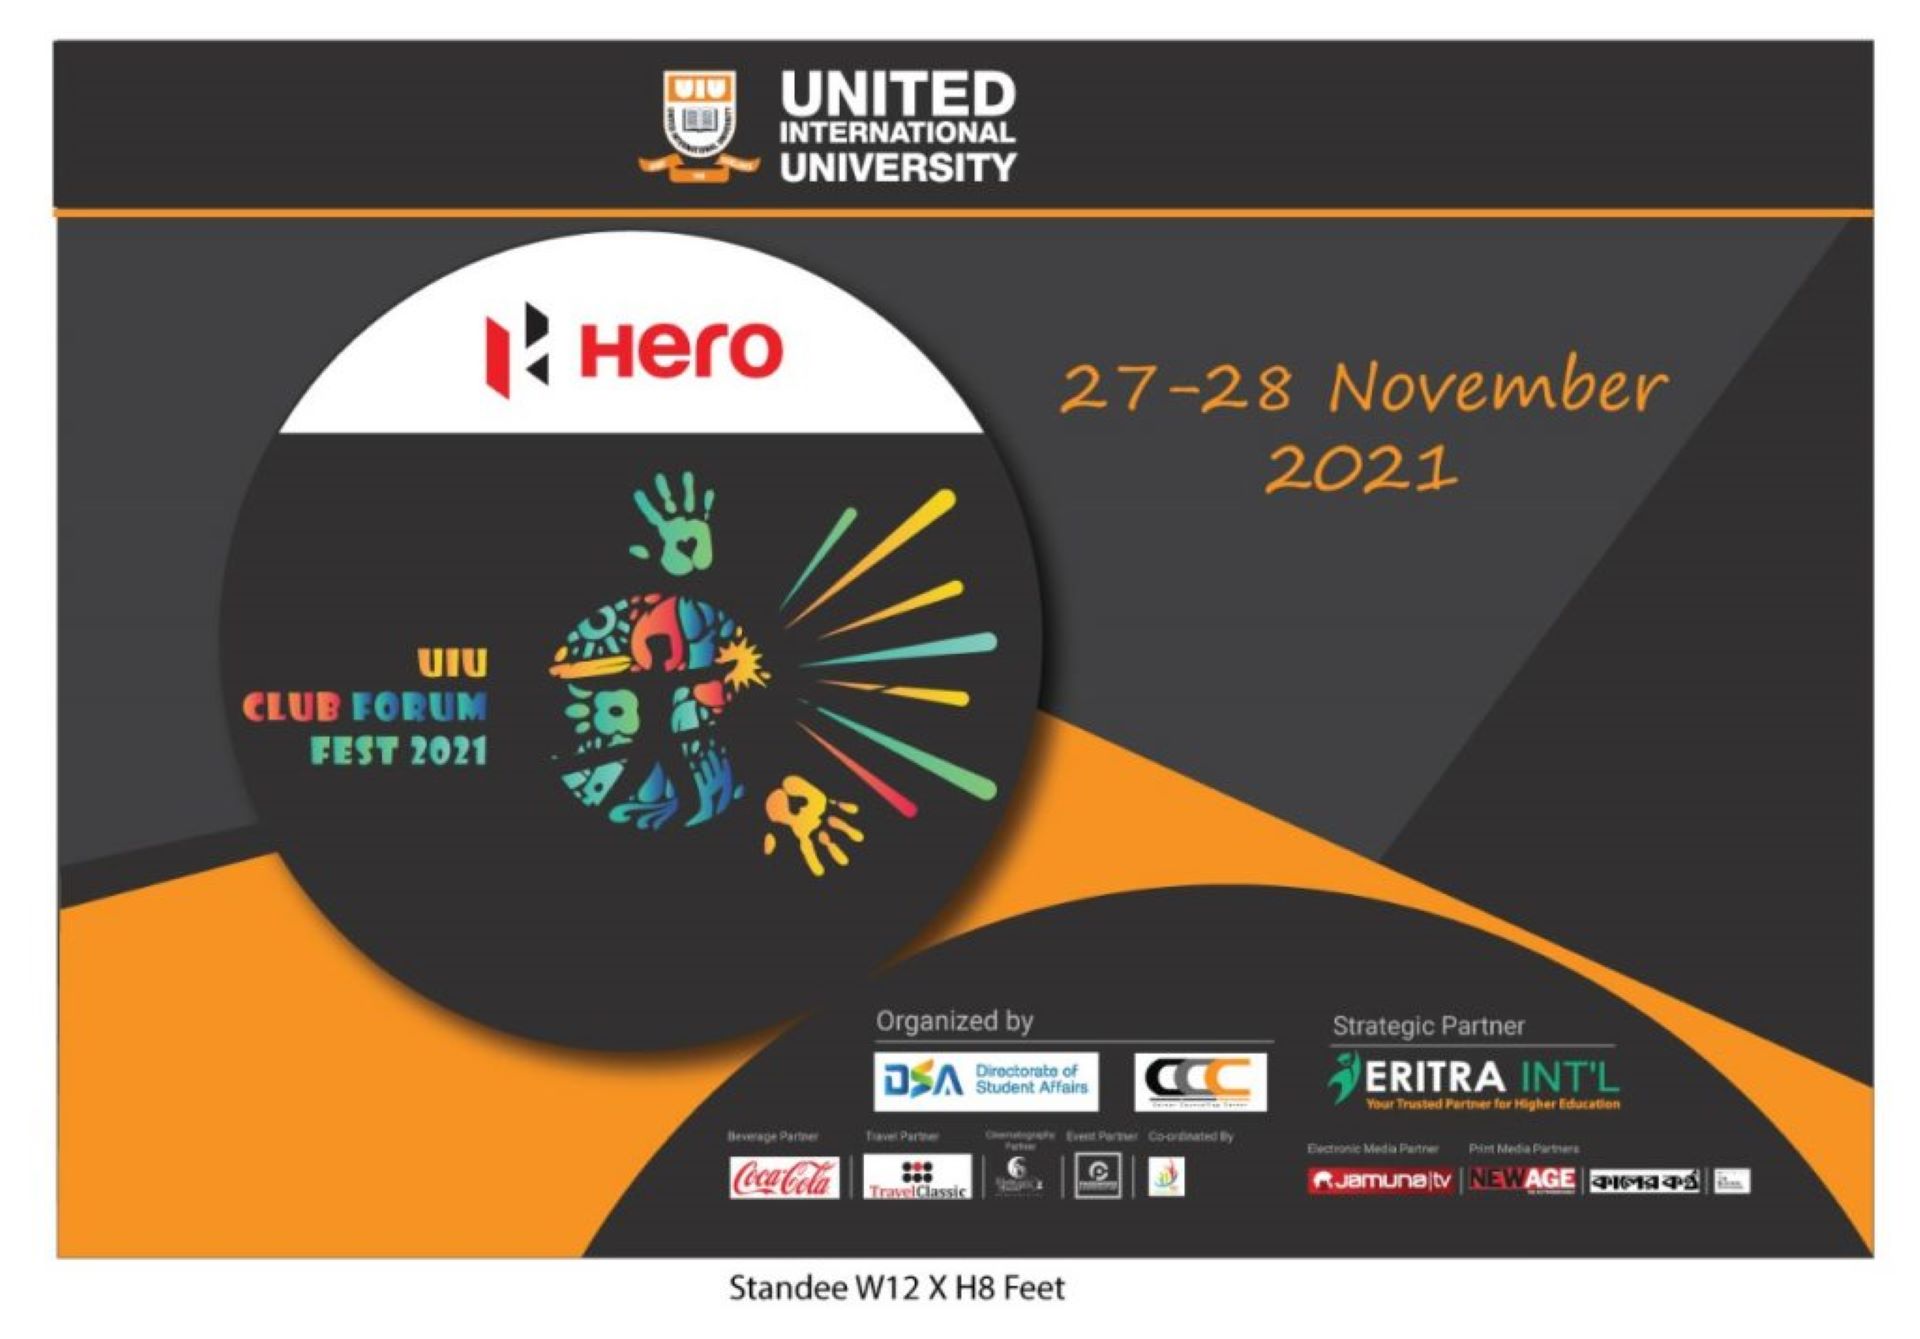 UIU
UNITED
INTERNATIONAL
UNIVERSITY
Hero
27-28 November
2021
UIU
CLUB FORUM
FEST 2021
Organized by
Strategic Partner
DSA Directorate of
Student Affairs
CCC
ERITRA INT'L
Your Trusted Partner for Higher Education
Beverage Partner
Travel Partner
Cinematography
Partner
Event Partner
Co-ordinated By
Electronic Media Partner
Print Media Partners
Coca-Cola
TravelClassic
Jamuna|tv
NEWAGE
কালের কণ্ঠ
Standee W12 X H8 Feet